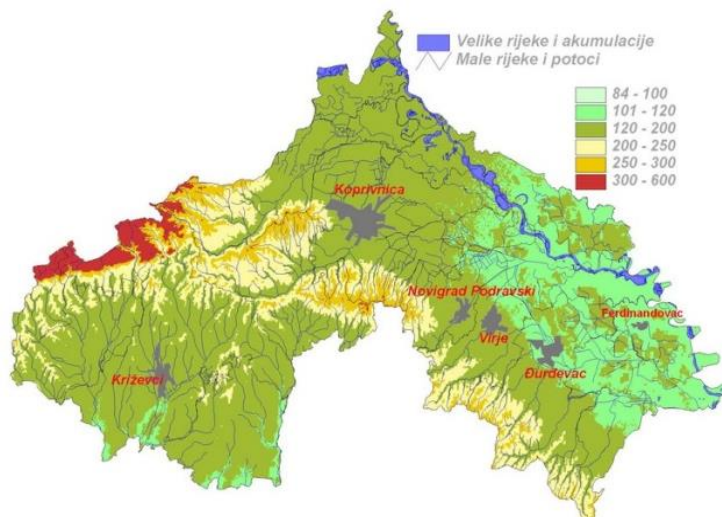 Velike rijeke i akumulacije
Male rijeke i potoci
84 - 100
101 - 120
120 - 200
200 - 250
250 - 300
300 - 600
Koprivnica
Novigrad Podravski
Ferdinandovac
Virje
Đurđevac
Križevci